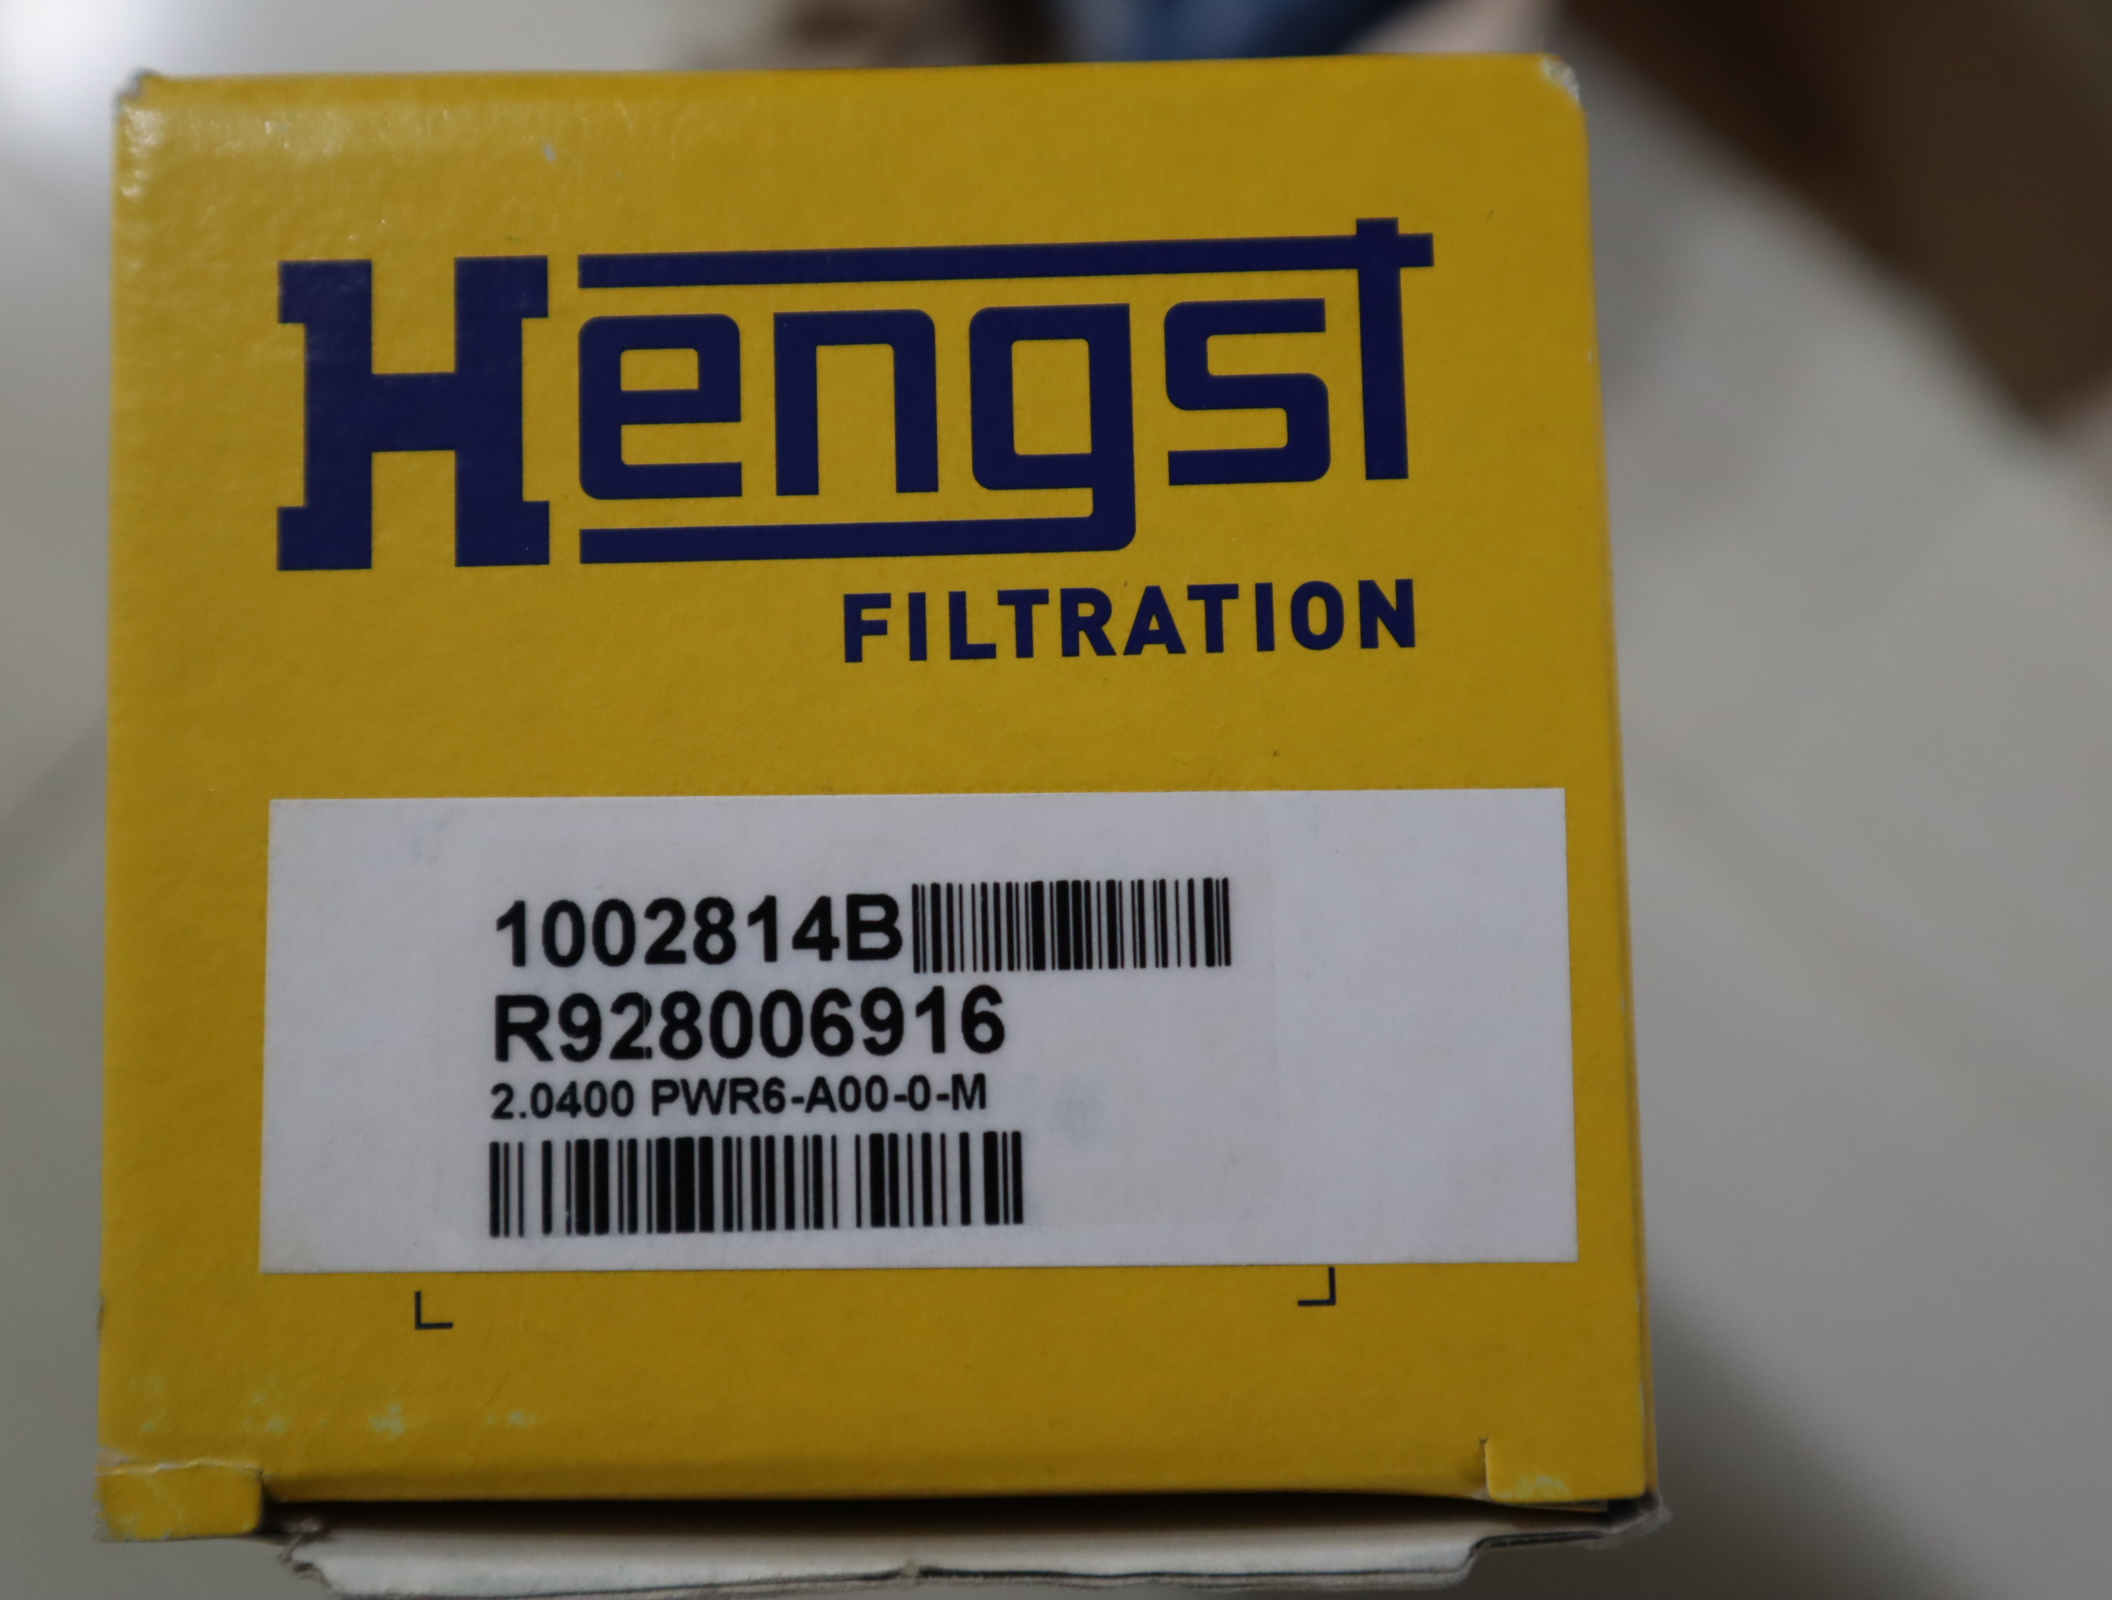 Hengst
FILTRATION
1002814B
R928006916
2.0400 PWR6-A00-0-M